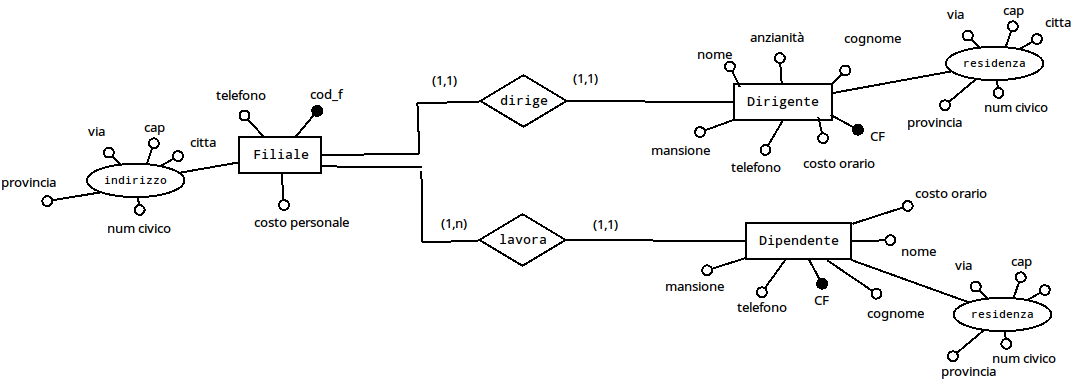 via
cap
citta
residenza
num civico
provincia
nome
anzianità
cognome
Dirigente
CF
mansione
telefono
costo orario
(1,1)
dirige
(1,1)
telefono
cod_f
via
cap
citta
Filiale
indirizzo
provincia
num civico
costo personale
(1,n)
lavora
(1,1)
costo orario
Dipendente
nome
mansione
telefono
CF
cognome
via
cap
residenza
num civico
provincia